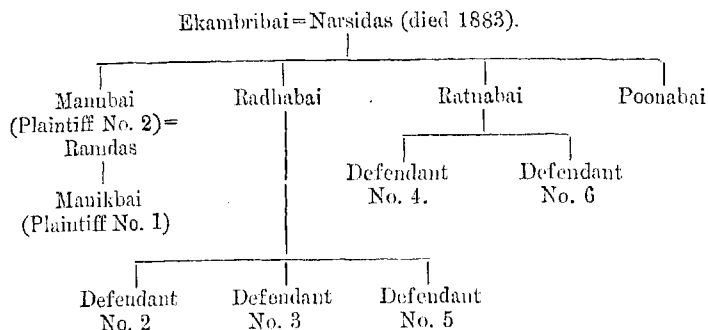 Ekambribai=Narsidas (died 1883).
Manubai Radhabai Ratnabai Poonabai
(Plaintiff No. 2)=
Ramdas
Defendant Defendant
No. 4. No. 6
Manikbai
(Plaintiff No. 1)
Defendant Defendant Defendant
No. 2 No. 3 No. 5